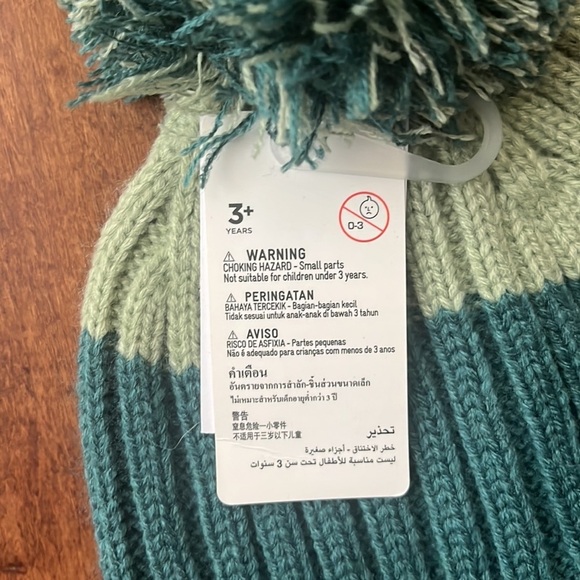 3+
YEARS
0-3
⚠ WARNING
CHOKING HAZARD - Small parts
Not suitable for children under 3 years.
⚠ PERINGATAN
BAHAYA TERCEKIK - Bagian-bagian kecil
Tidak sesuai untuk anak-anak di bawah 3 tahun
⚠ AVISO
RISCO DE ASFIXIA - Partes pequenas
Não é adequado para crianças com menos de 3 anos
คำเตือน
อันตรายจากการสำลัก-ชิ้นส่วนขนาดเล็ก
ไม่เหมาะสำหรับเด็กอายุต่ำกว่า 3 ปี
警告
窒息危险一小零件
不适用于三岁以下儿童
تحذير
خطر الاختناق - أجزاء صغيرة
ليست مناسبة للأطفال تحت سن 3 سنوات